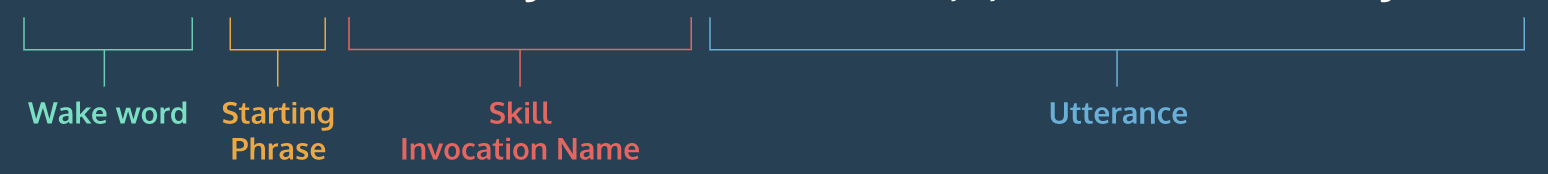 Wake word Starting Skill Utterance
Phrase Invocation Name